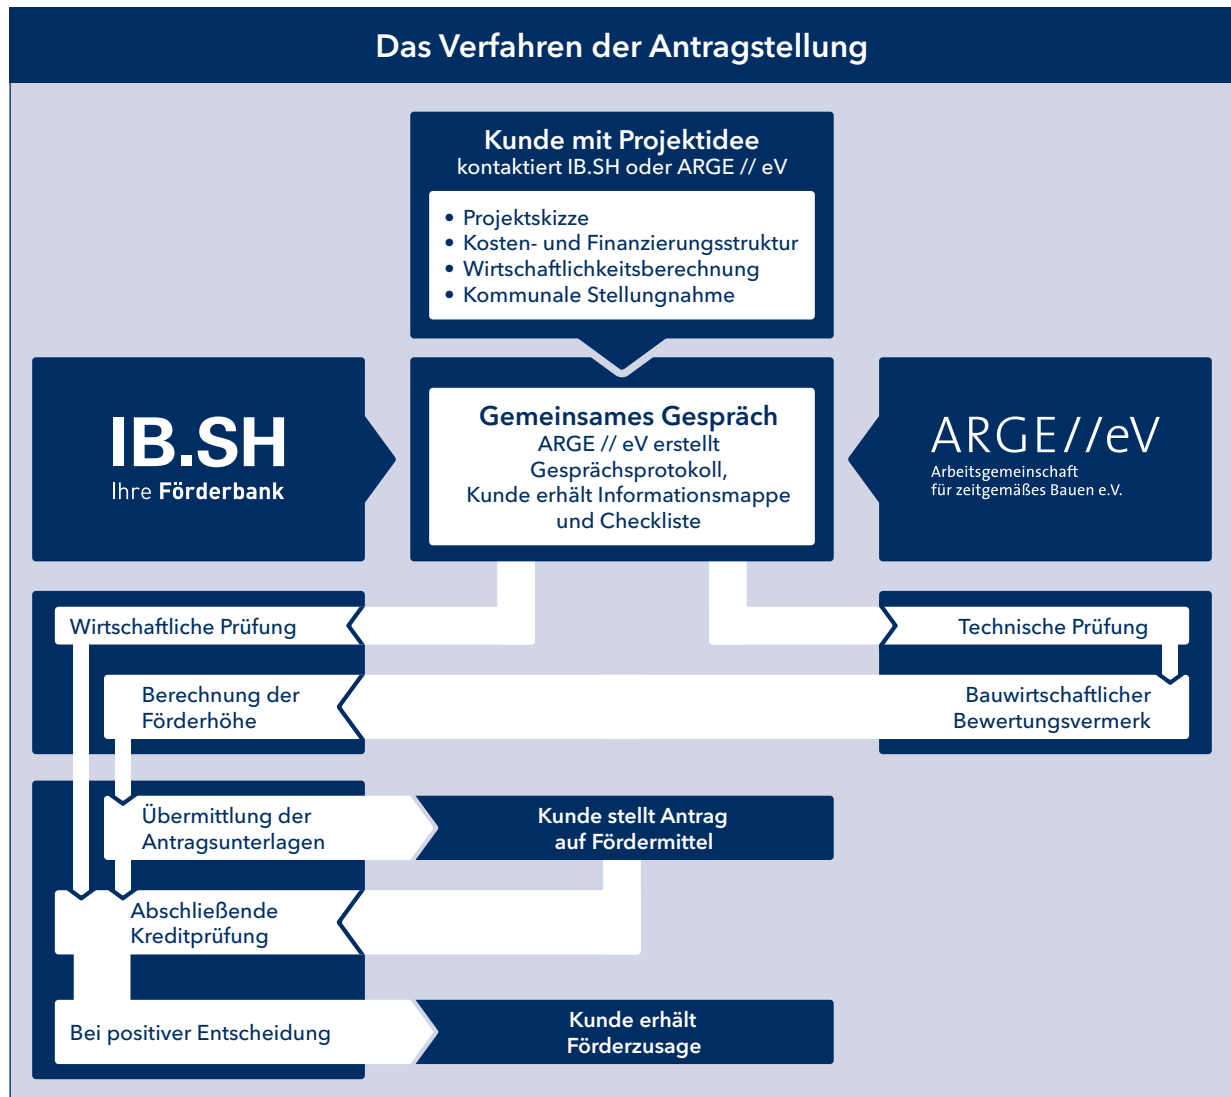 Das Verfahren der Antragstellung
Kunde mit Projektidee
kontaktiert IB.SH oder ARGE // eV
• Projektskizze
• Kosten- und Finanzierungsstruktur
• Wirtschaftlichkeitsberechnung
• Kommunale Stellungnahme
IB.SH
Ihre Förderbank
Gemeinsames Gespräch
ARGE // eV erstellt
Gesprächsprotokoll,
Kunde erhält Informationsmappe
und Checkliste
ARGE//eV
Arbeitsgemeinschaft
für zeitgemäßes Bauen e.V.
Wirtschaftliche Prüfung
Technische Prüfung
Berechnung der
Förderhöhe
Bauwirtschaftlicher
Bewertungsvermerk
Übermittlung der
Antragsunterlagen
Kunde stellt Antrag
auf Fördermittel
Abschließende
Kreditprüfung
Bei positiver Entscheidung
Kunde erhält
Förderzusage